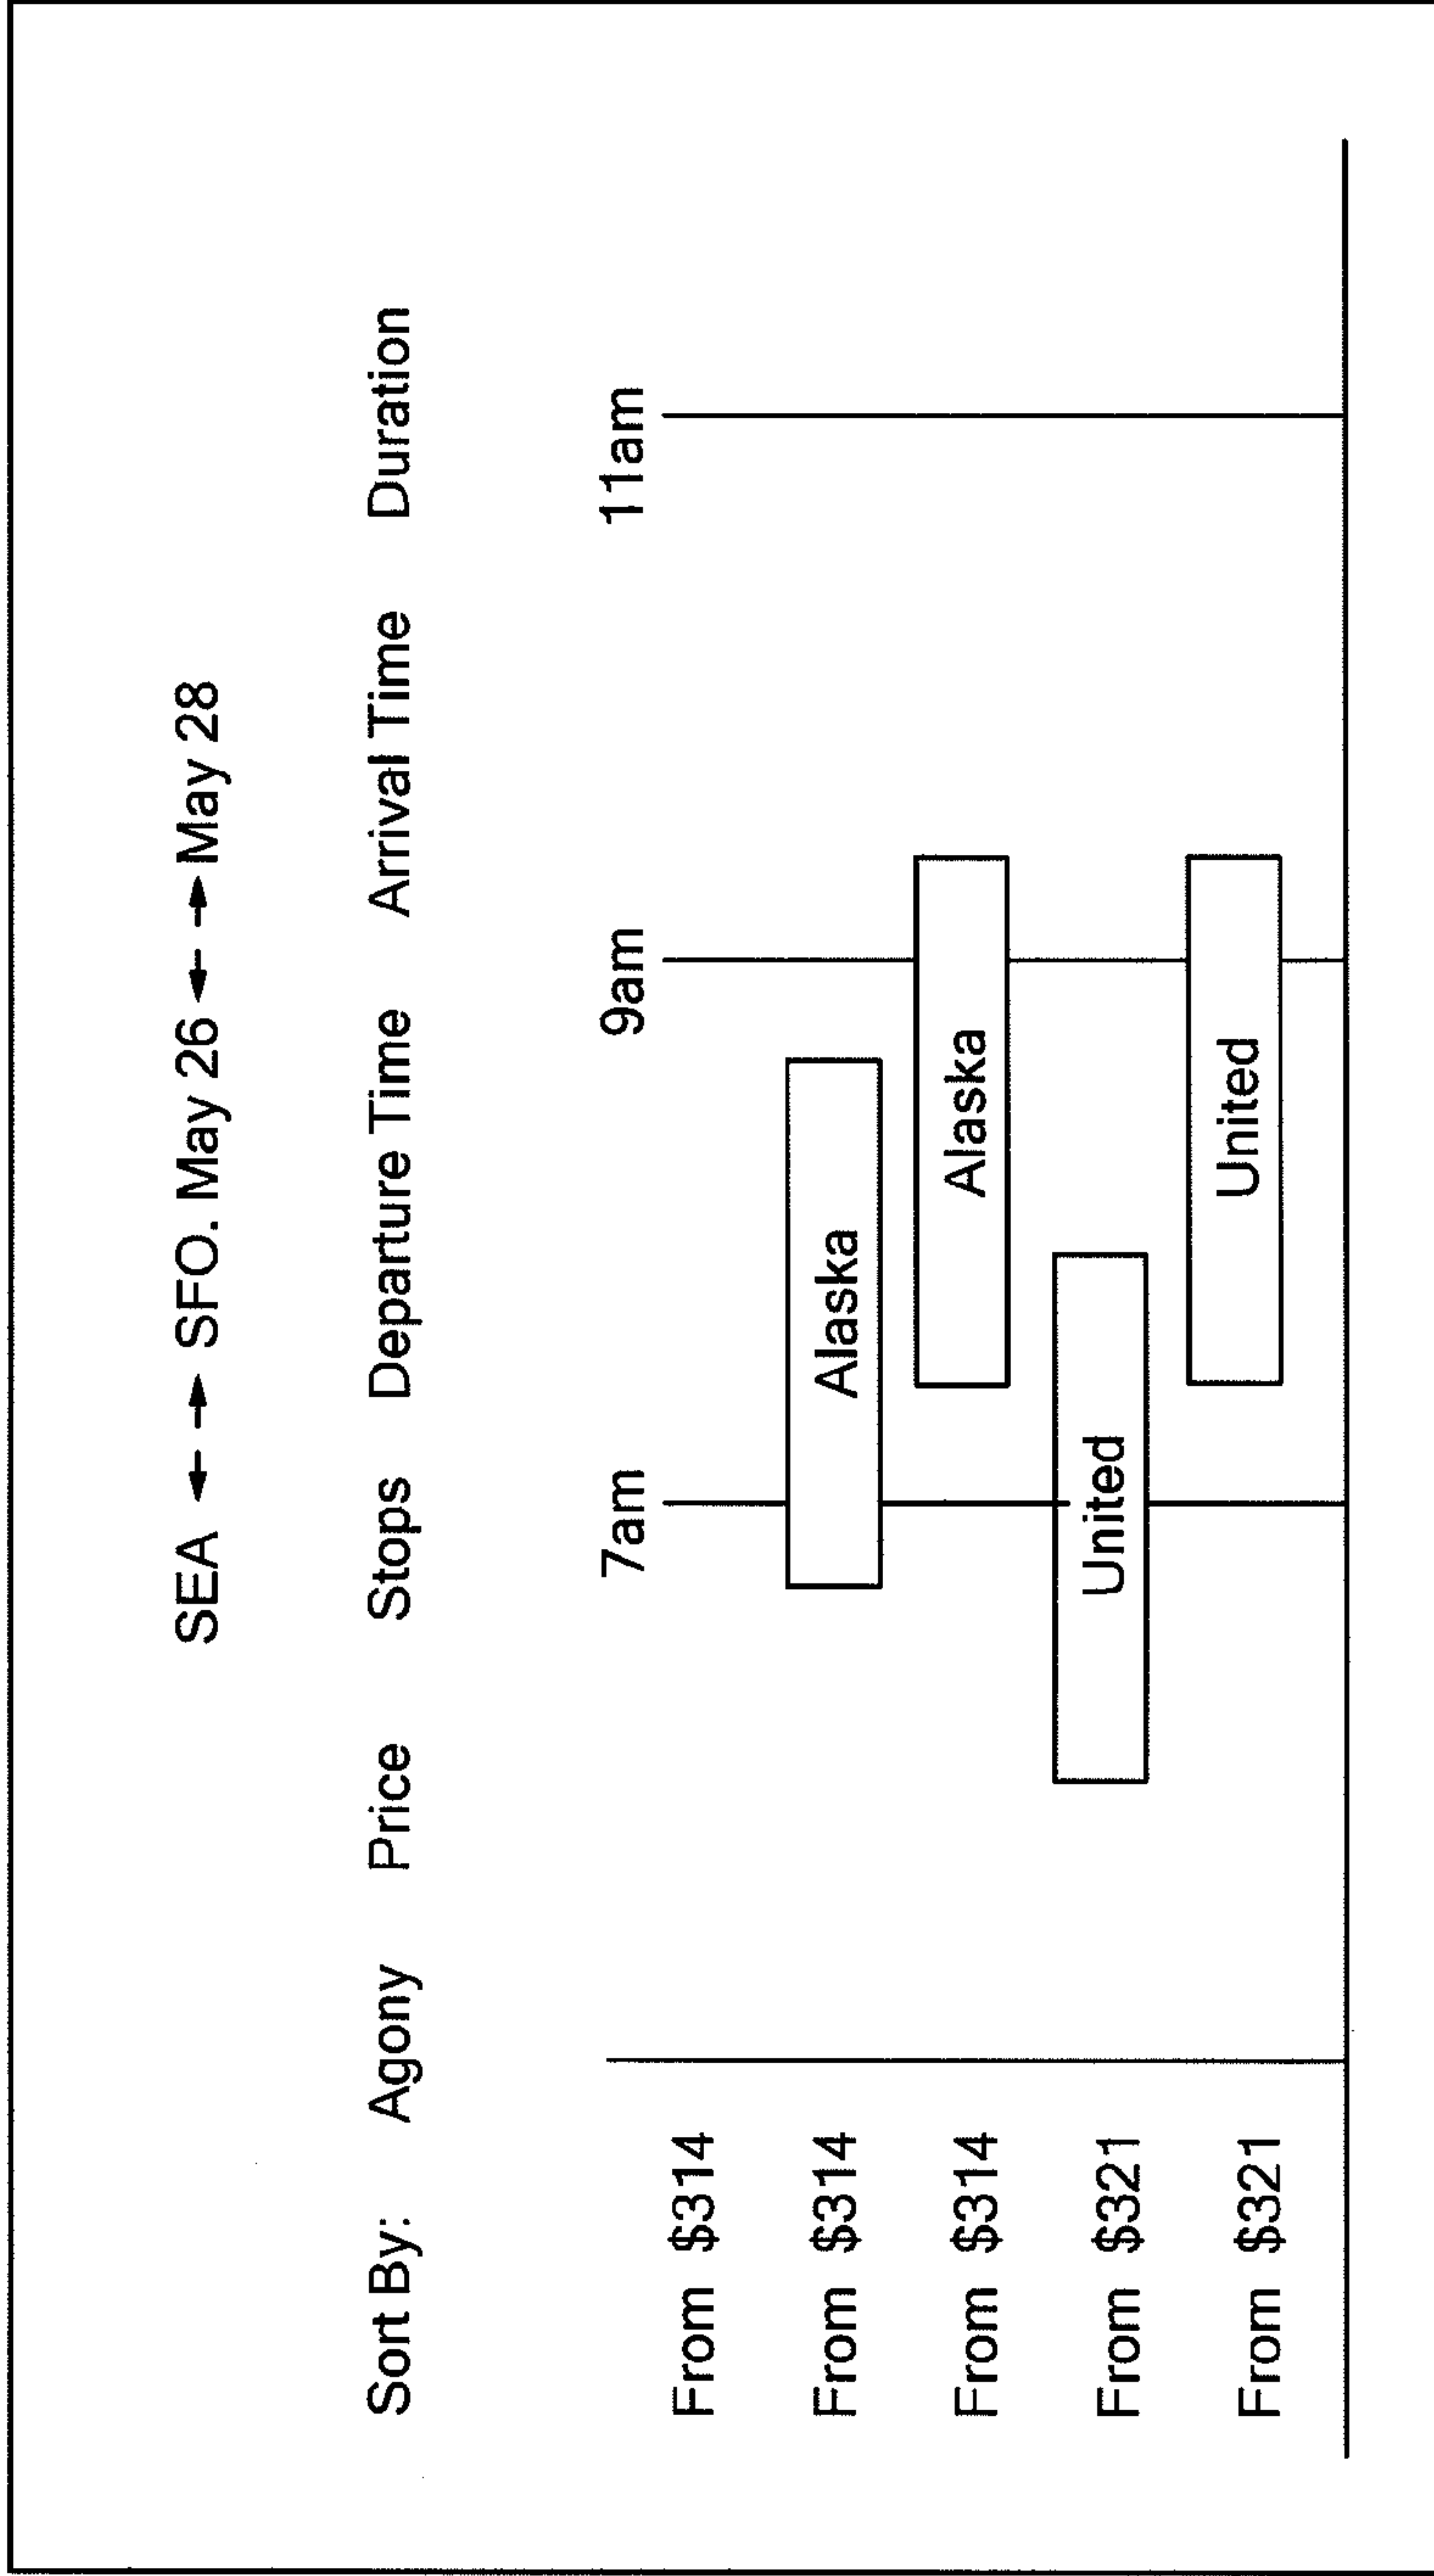 SEA ←→ SFO. May 26 ←→ May 28
Sort By: Agony Price Stops Departure Time Arrival Time Duration
7am 9am 11am
From $314
From $314 Alaska
From $314 Alaska
From $321 United
From $321 United